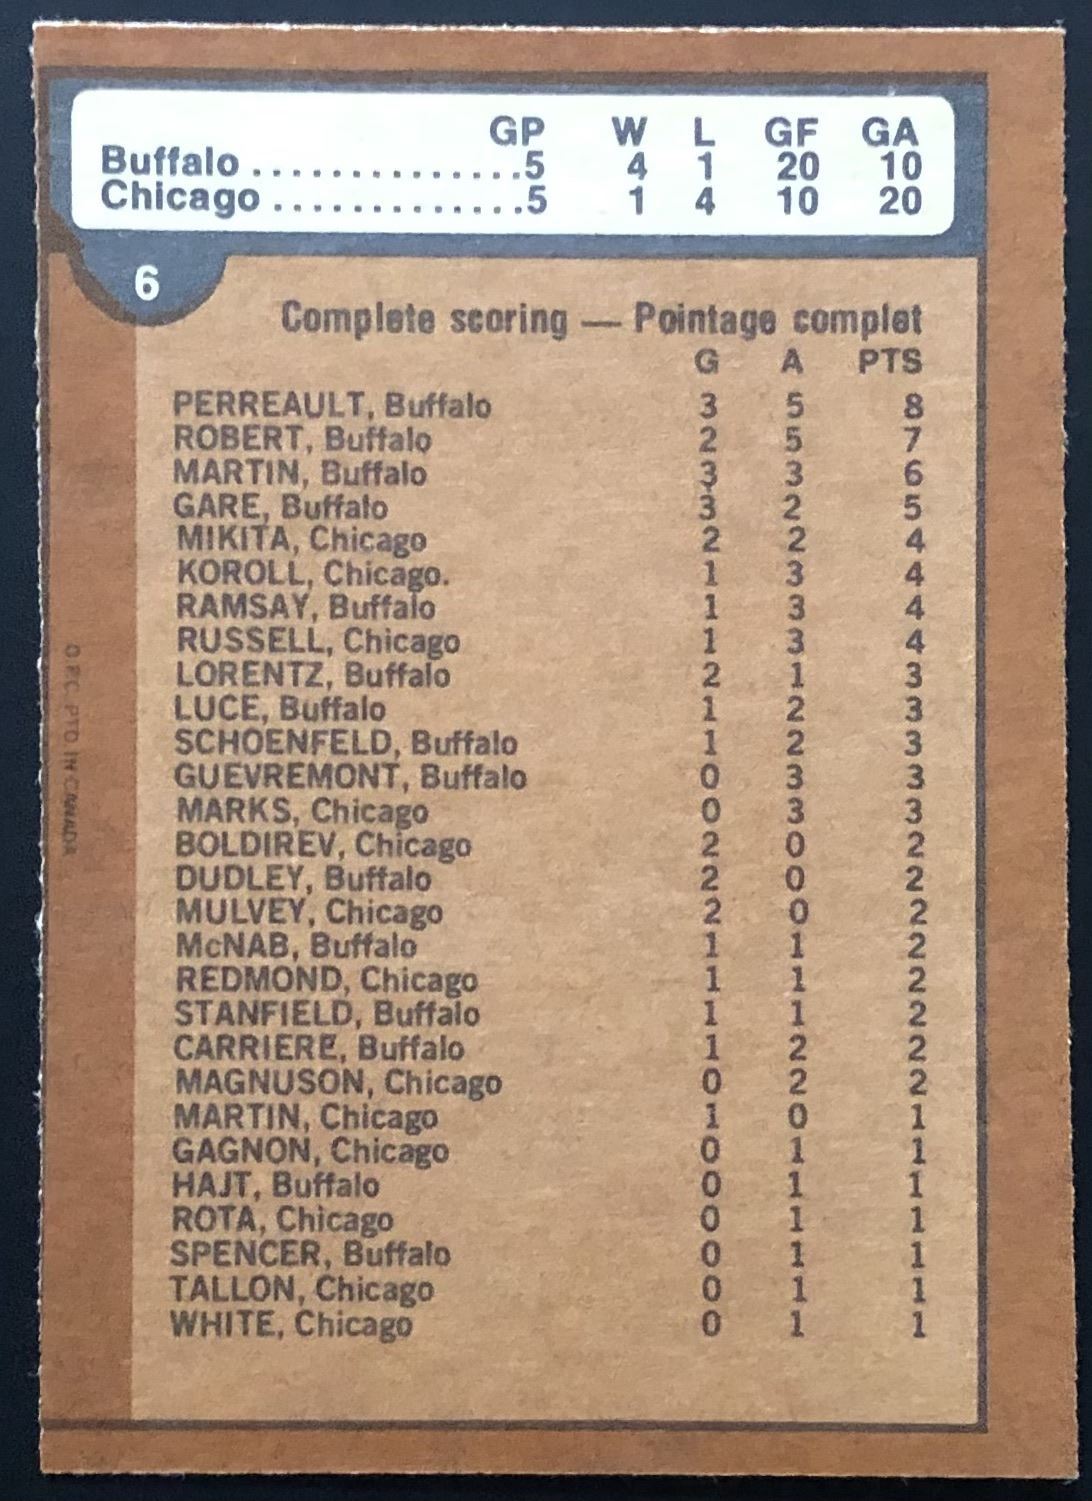 GP W L GF GA
Buffalo ..............5 4 1 20 10
Chicago .............5 1 4 10 20
6
Complete scoring — Pointage complet
G A PTS
PERREAULT, Buffalo 3 5 8
ROBERT, Buffalo 2 5 7
MARTIN, Buffalo 3 3 6
GARE, Buffalo 3 2 5
MIKITA, Chicago 2 2 4
KOROLL, Chicago. 1 3 4
RAMSAY, Buffalo 1 3 4
RUSSELL, Chicago 1 3 4
LORENTZ, Buffalo 2 1 3
LUCE, Buffalo 1 2 3
SCHOENFELD, Buffalo 1 2 3
GUEVREMONT, Buffalo 0 3 3
MARKS, Chicago 0 3 3
BOLDIREV, Chicago 2 0 2
DUDLEY, Buffalo 2 0 2
MULVEY, Chicago 2 0 2
McNAB, Buffalo 1 1 2
REDMOND, Chicago 1 1 2
STANFIELD, Buffalo 1 1 2
CARRIERE, Buffalo 1 2 2
MAGNUSON, Chicago 0 2 2
MARTIN, Chicago 1 0 1
GAGNON, Chicago 0 1 1
HAJT, Buffalo 0 1 1
ROTA, Chicago 0 1 1
SPENCER, Buffalo 0 1 1
TALLON, Chicago 0 1 1
WHITE, Chicago 0 1 1
O.P.C. PTD IN CANADA